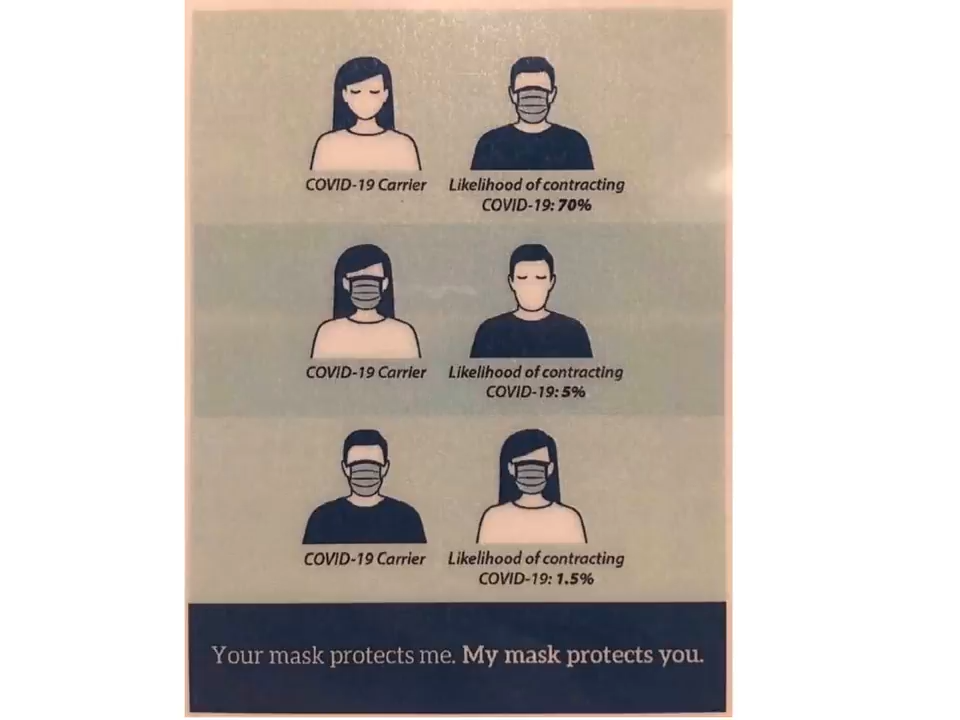 COVID-19 Carrier
Likelihood of contracting
COVID-19: 70%
COVID-19 Carrier
Likelihood of contracting
COVID-19: 5%
COVID-19 Carrier
Likelihood of contracting
COVID-19: 1.5%
Your mask protects me. My mask protects you.